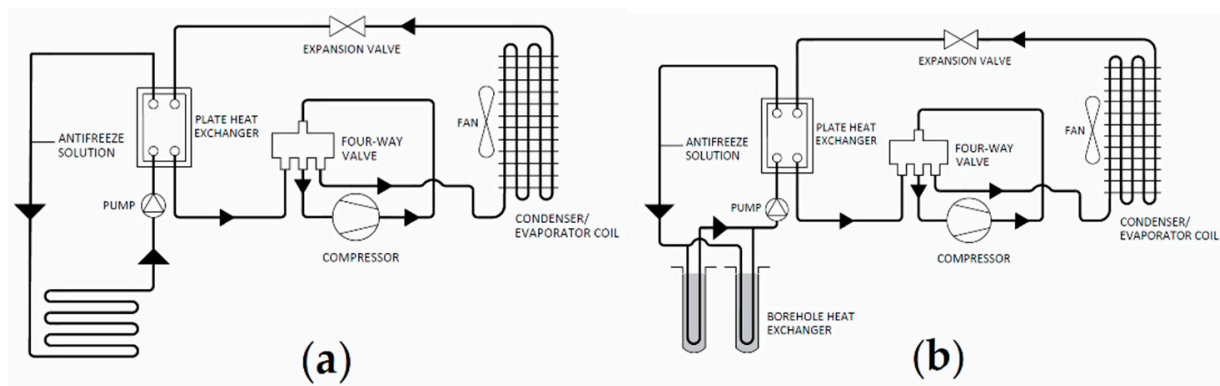 EXPANSION VALVE
PLATE HEAT
EXCHANGER
ANTIFREEZE
SOLUTION
FOUR-WAY
VALVE
FAN
PUMP
COMPRESSOR
CONDENSER/
EVAPORATOR COIL
(a)
EXPANSION VALVE
PLATE HEAT
EXCHANGER
ANTIFREEZE
SOLUTION
FOUR-WAY
VALVE
FAN
PUMP
COMPRESSOR
CONDENSER/
EVAPORATOR COIL
BOREHOLE HEAT
EXCHANGER
(b)